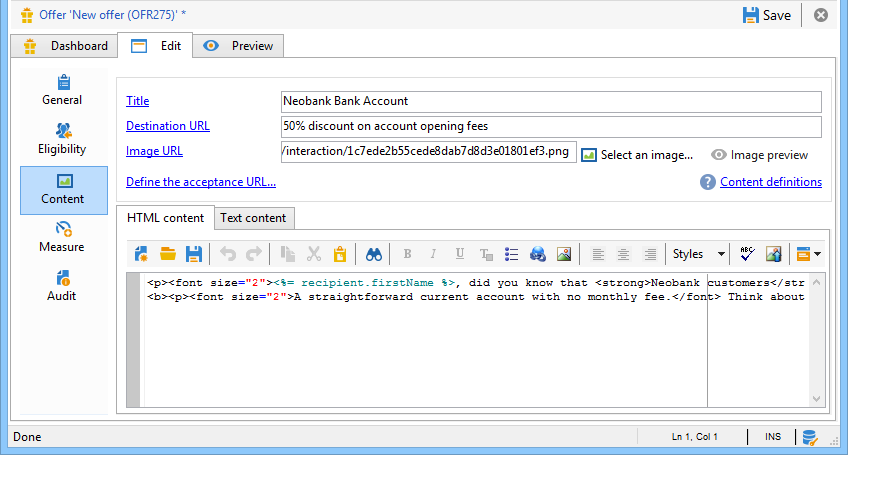 Offer 'New offer (OFR275)' *
Save
Dashboard
Edit
Preview
General
Eligibility
Content
Measure
Audit
Title
Neobank Bank Account
Destination URL
50% discount on account opening fees
Image URL
/interaction/1c7ede2b55cede8dab7d8d3e01801ef3.png
Select an image...
Image preview
Define the acceptance URL...
? Content definitions
HTML content
Text content
B I U T
Styles
ABC
<p><font size="2"><%= recipient.firstName %>, did you know that <strong>Neobank customers</str
<b><p><font size="2">A straightforward current account with no monthly fee.</font> Think about
Done
Ln 1, Col 1
INS